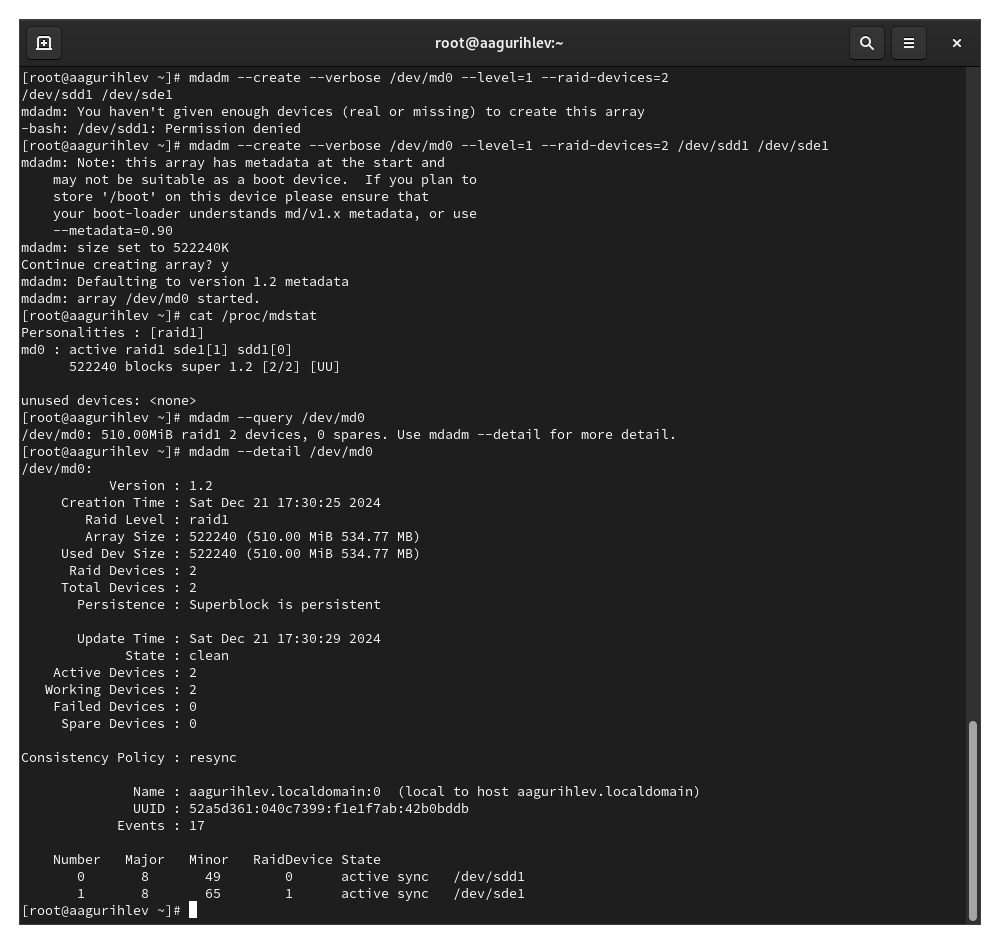 root@aagurihlev:~
[root@aagurihlev ~]# mdadm --create --verbose /dev/md0 --level=1 --raid-devices=2
/dev/sdd1 /dev/sde1
mdadm: You haven't given enough devices (real or missing) to create this array
-bash: /dev/sdd1: Permission denied
[root@aagurihlev ~]# mdadm --create --verbose /dev/md0 --level=1 --raid-devices=2 /dev/sdd1 /dev/sde1
mdadm: Note: this array has metadata at the start and
    may not be suitable as a boot device.  If you plan to
    store '/boot' on this device please ensure that
    your boot-loader understands md/v1.x metadata, or use
    --metadata=0.90
mdadm: size set to 522240K
Continue creating array? y
mdadm: Defaulting to version 1.2 metadata
mdadm: array /dev/md0 started.
[root@aagurihlev ~]# cat /proc/mdstat
Personalities : [raid1]
md0 : active raid1 sde1[1] sdd1[0]
      522240 blocks super 1.2 [2/2] [UU]

unused devices: <none>
[root@aagurihlev ~]# mdadm --query /dev/md0
/dev/md0: 510.00MiB raid1 2 devices, 0 spares. Use mdadm --detail for more detail.
[root@aagurihlev ~]# mdadm --detail /dev/md0
/dev/md0:
           Version : 1.2
     Creation Time : Sat Dec 21 17:30:25 2024
        Raid Level : raid1
        Array Size : 522240 (510.00 MiB 534.77 MB)
     Used Dev Size : 522240 (510.00 MiB 534.77 MB)
      Raid Devices : 2
     Total Devices : 2
       Persistence : Superblock is persistent

       Update Time : Sat Dec 21 17:30:29 2024
             State : clean
    Active Devices : 2
   Working Devices : 2
    Failed Devices : 0
     Spare Devices : 0

Consistency Policy : resync

              Name : aagurihlev.localdomain:0  (local to host aagurihlev.localdomain)
              UUID : 52a5d361:040c7399:f1e1f7ab:42b0bddb
            Events : 17

    Number   Major   Minor   RaidDevice State
       0       8       49        0      active sync   /dev/sdd1
       1       8       65        1      active sync   /dev/sde1
[root@aagurihlev ~]#